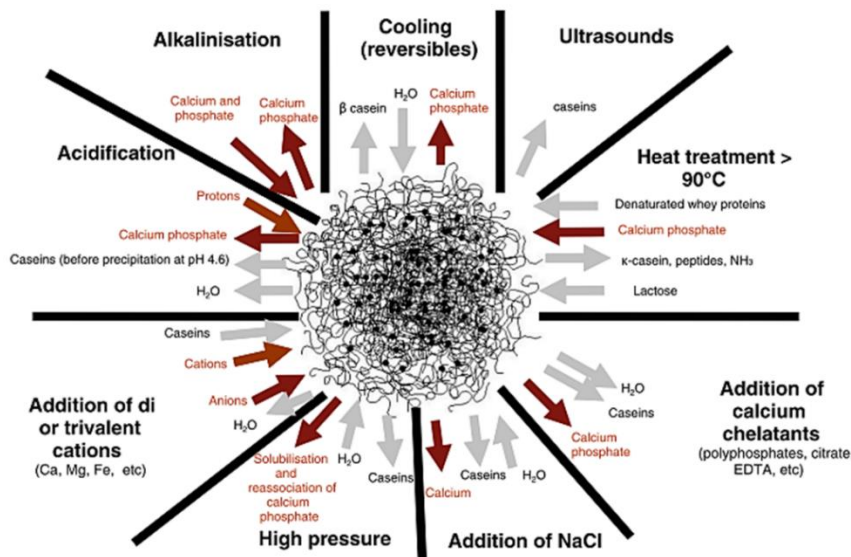 Alkalinisation
Cooling
(reversibles)
Ultrasounds
Calcium and
phosphate
Calcium
phosphate
β casein
H₂O
Calcium
phosphate
caseins
Acidification
Protons
Calcium phosphate
Caseins (before precipitation at pH 4.6)
H₂O
Heat treatment >
90°C
Denaturated whey proteins
Calcium phosphate
κ-casein, peptides, NH₃
Lactose
Caseins
Cations
Anions
H₂O
Addition of di
or trivalent
cations
(Ca, Mg, Fe, etc)
Solubilisation
and
reassociation of
calcium
phosphate
H₂O
Caseins
High pressure
Calcium
Caseins
H₂O
Addition of NaCl
H₂O
Caseins
Calcium
phosphate
Addition of
calcium
chelatants
(polyphosphates, citrate
EDTA, etc)